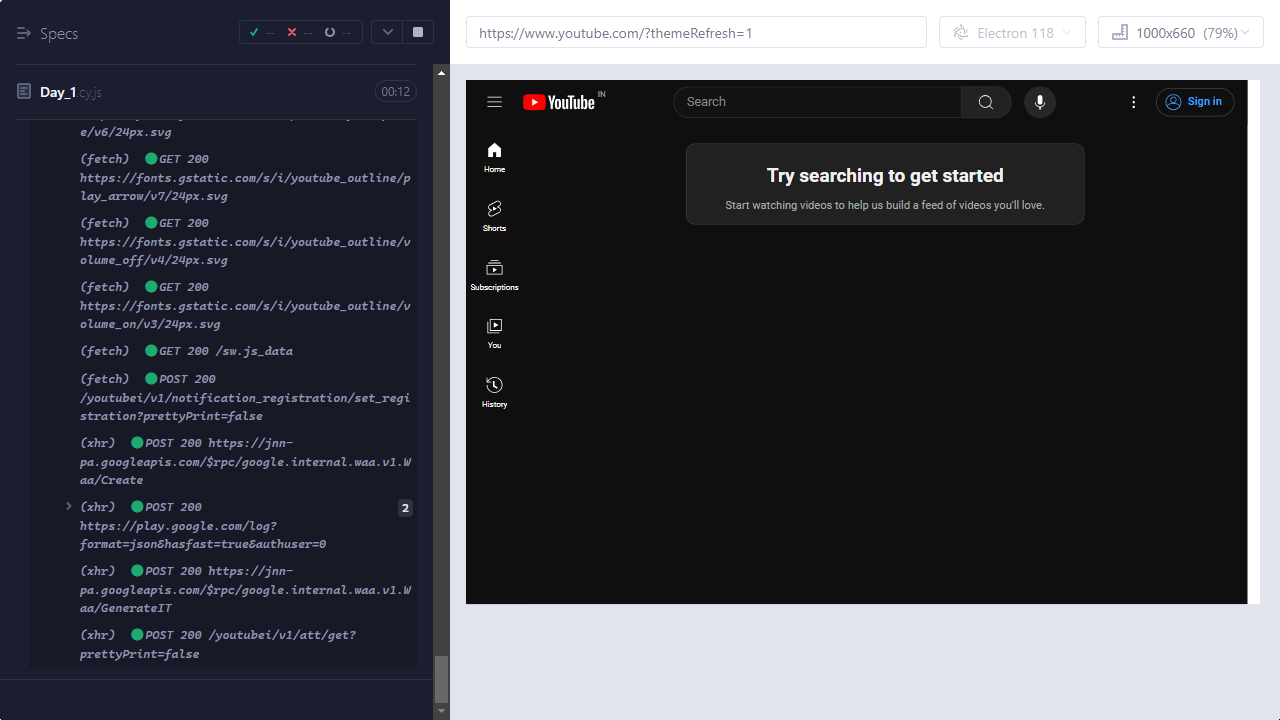 Specs
-- -- --
Day_1.cy.js
00:12
e/v6/24px.svg
(fetch) GET 200
https://fonts.gstatic.com/s/i/youtube_outline/p
lay_arrow/v7/24px.svg
(fetch) GET 200
https://fonts.gstatic.com/s/i/youtube_outline/v
olume_off/v4/24px.svg
(fetch) GET 200
https://fonts.gstatic.com/s/i/youtube_outline/v
olume_on/v3/24px.svg
(fetch) GET 200 /sw.js_data
(fetch) POST 200
/youtubei/v1/notification_registration/set_regi
stration?prettyPrint=false
(xhr) POST 200 https://jnn-
pa.googleapis.com/$rpc/google.internal.waa.v1.W
aa/Create
(xhr) POST 200
2
https://play.google.com/log?
format=json&hasfast=true&authuser=0
(xhr) POST 200 https://jnn-
pa.googleapis.com/$rpc/google.internal.waa.v1.W
aa/GenerateIT
(xhr) POST 200 /youtubei/v1/att/get?
prettyPrint=false
https://www.youtube.com/?themeRefresh=1
Electron 118
1000x660 (79%)
YouTube IN
Search
Sign in
Home
Shorts
Subscriptions
You
History
Try searching to get started
Start watching videos to help us build a feed of videos you'll love.